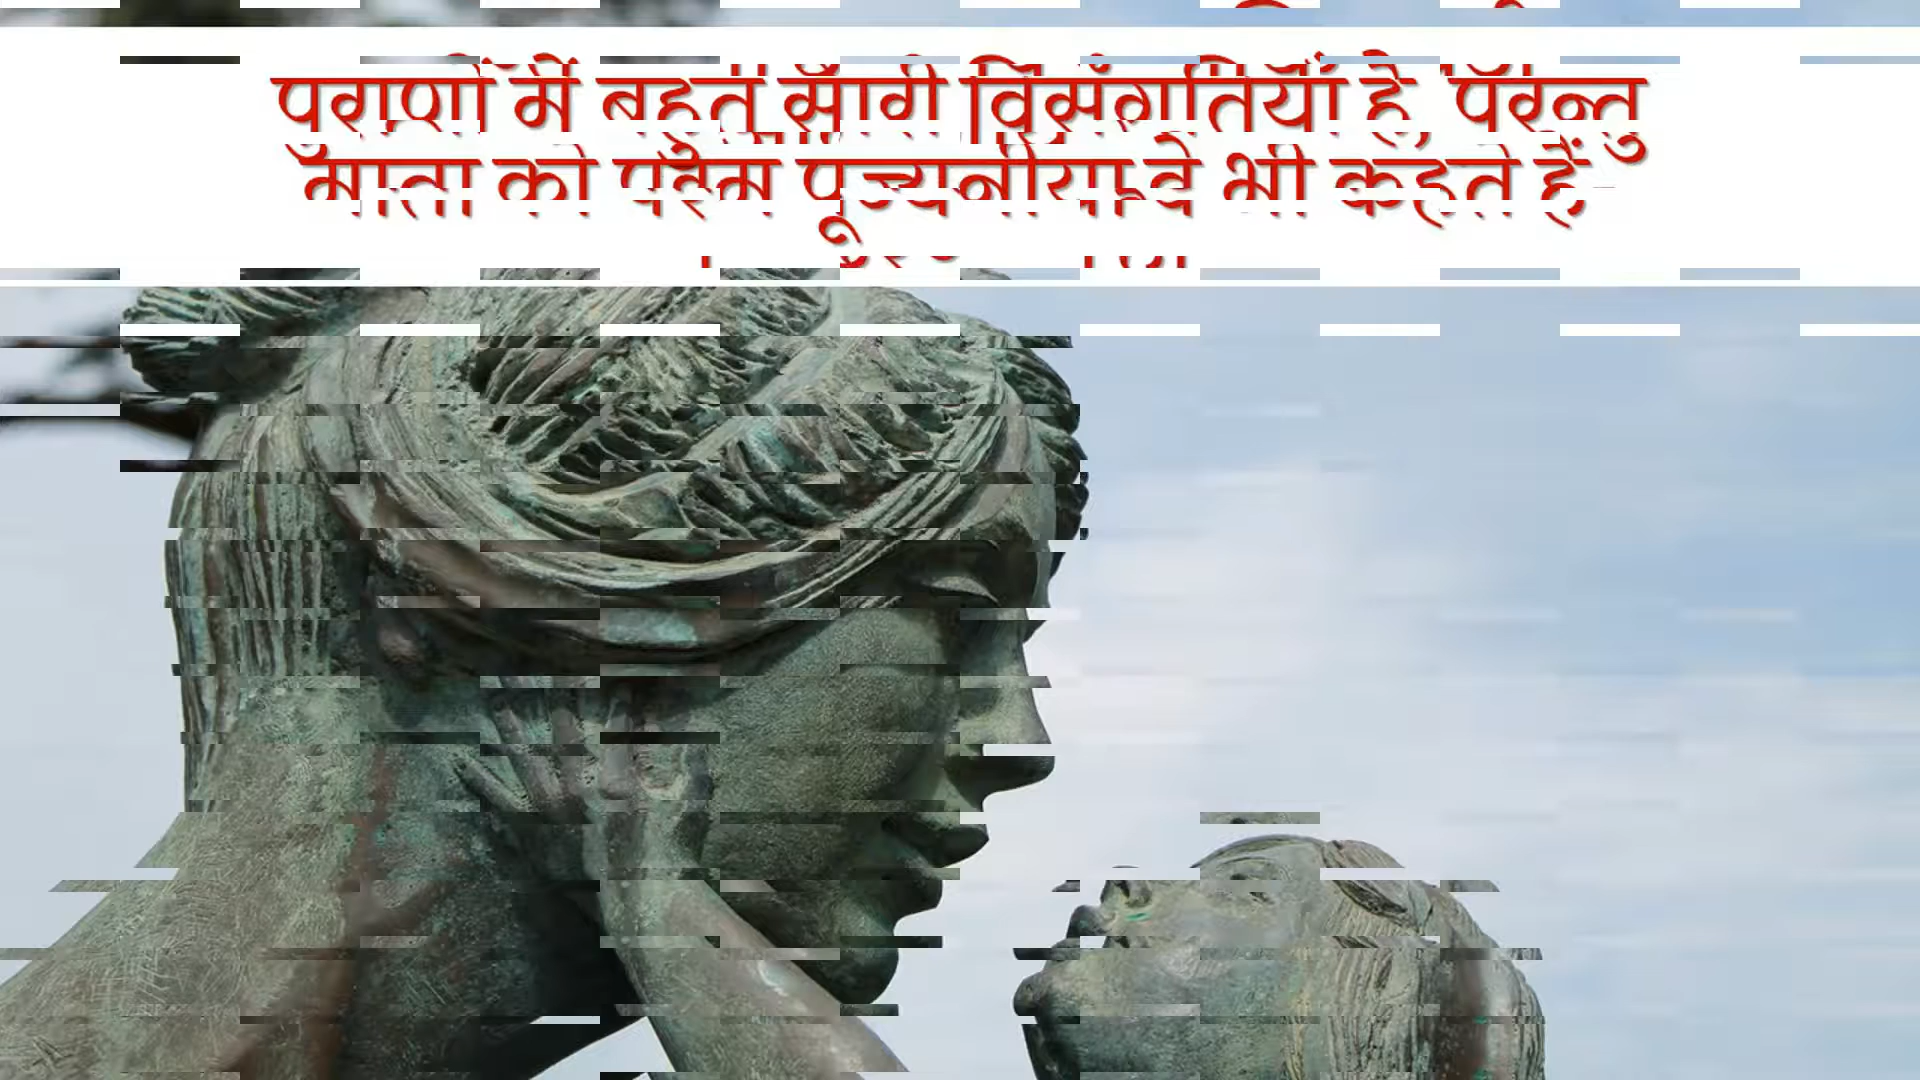 पुराणों में बहुत सारी विसंगतियाँ है, परन्तु
माता को परम पूज्यनीया वे भी कहते हैं-